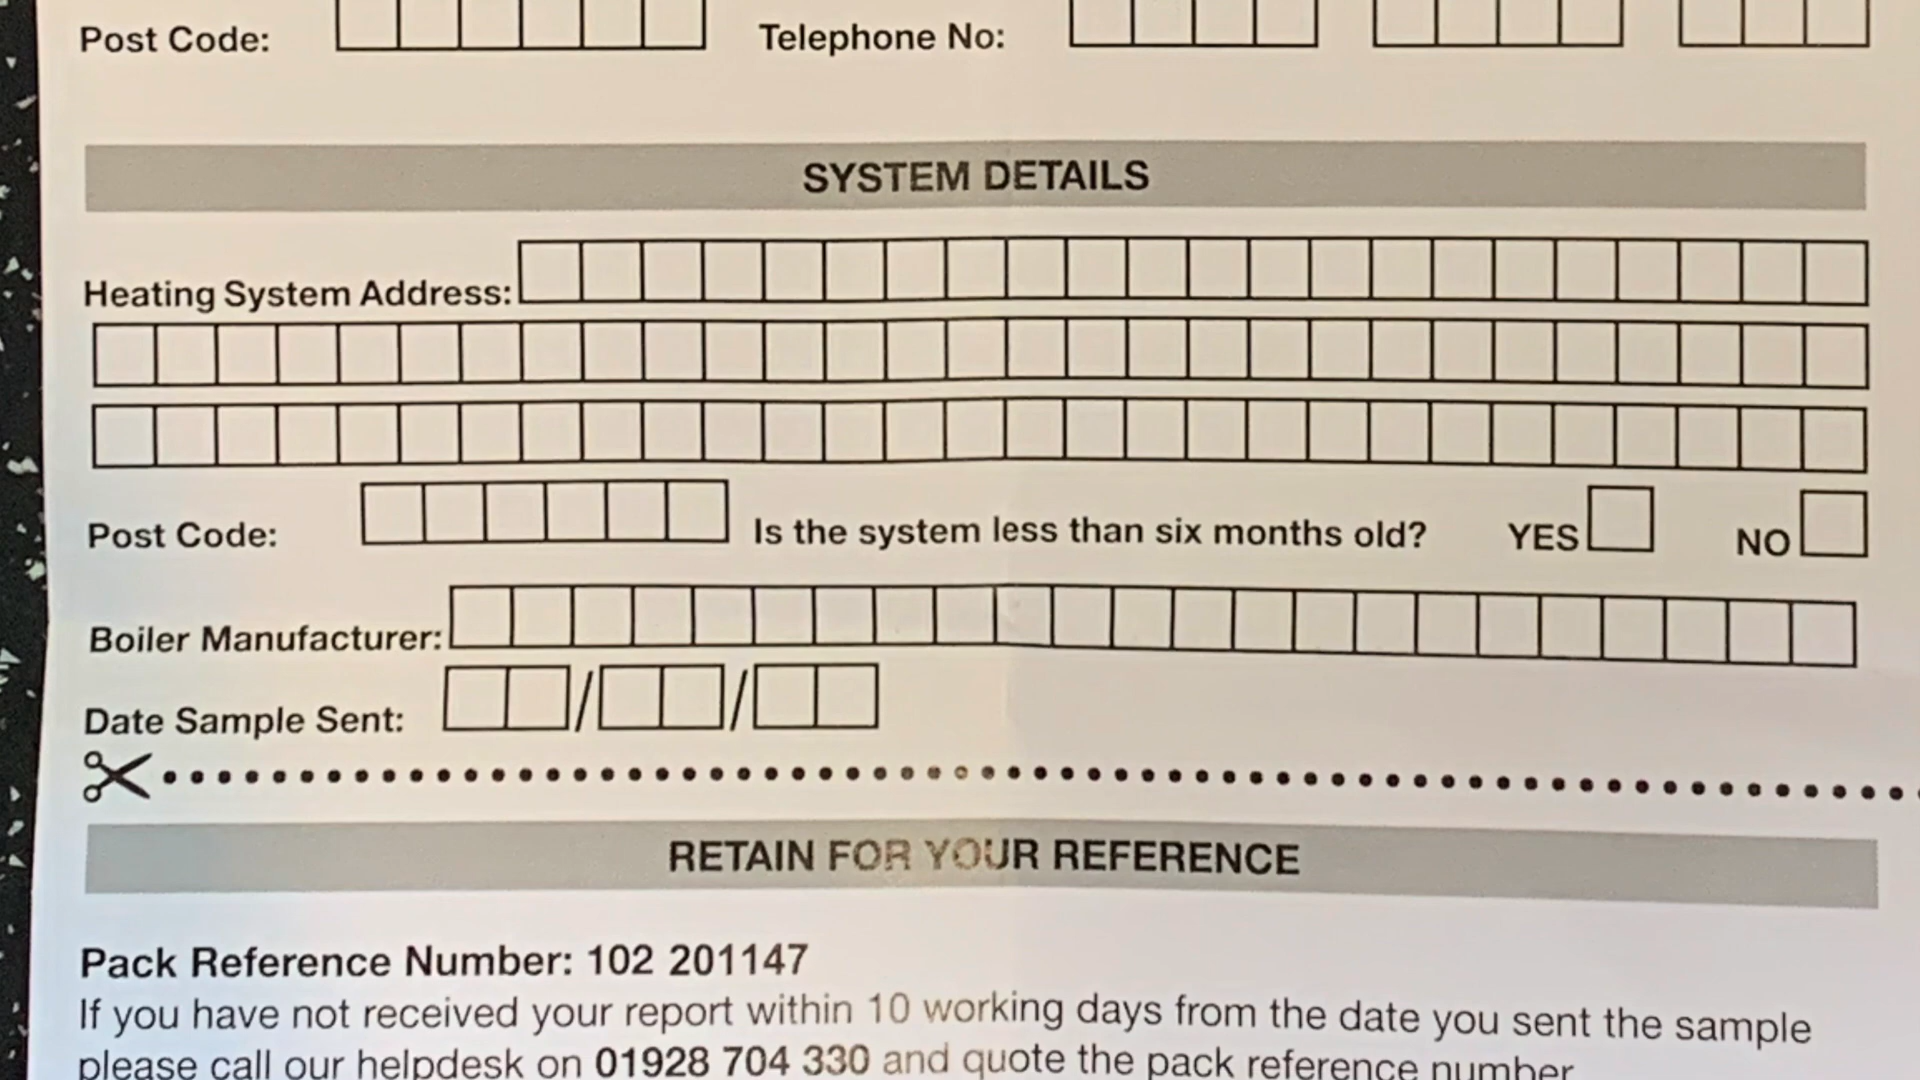 Post Code: Telephone No:
SYSTEM DETAILS
Heating System Address:
Post Code: Is the system less than six months old? YES NO
Boiler Manufacturer:
Date Sample Sent: / /
RETAIN FOR YOUR REFERENCE
Pack Reference Number: 102 201147
If you have not received your report within 10 working days from the date you sent the sample
please call our helpdesk on 01928 704 330 and quote the pack reference number